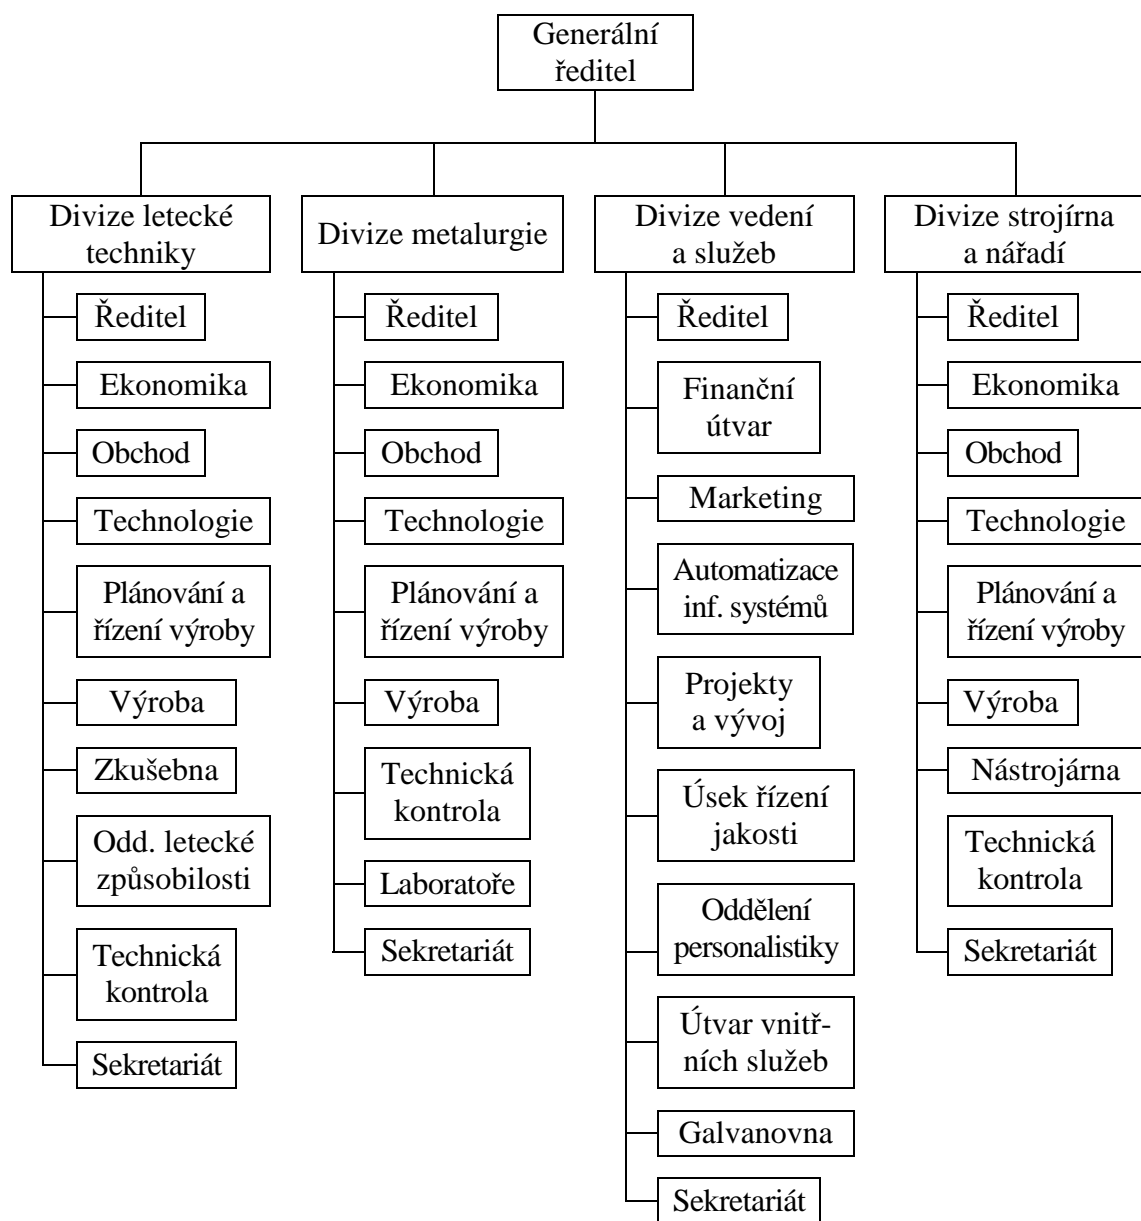 Generální
ředitel
Divize letecké
techniky
Ředitel
Ekonomika
Obchod
Technologie
Plánování a
řízení výroby
Výroba
Zkušebna
Odd. letecké
způsobilosti
Technická
kontrola
Sekretariát
Divize metalurgie
Ředitel
Ekonomika
Obchod
Technologie
Plánování a
řízení výroby
Výroba
Technická
kontrola
Laboratoře
Sekretariát
Divize vedení
a služeb
Ředitel
Finanční
útvar
Marketing
Automatizace
inf. systémů
Projekty
a vývoj
Úsek řízení
jakosti
Oddělení
personalistiky
Útvar vnitř-
ních služeb
Galvanovna
Sekretariát
Divize strojírna
a nářadí
Ředitel
Ekonomika
Obchod
Technologie
Plánování a
řízení výroby
Výroba
Nástrojárna
Technická
kontrola
Sekretariát